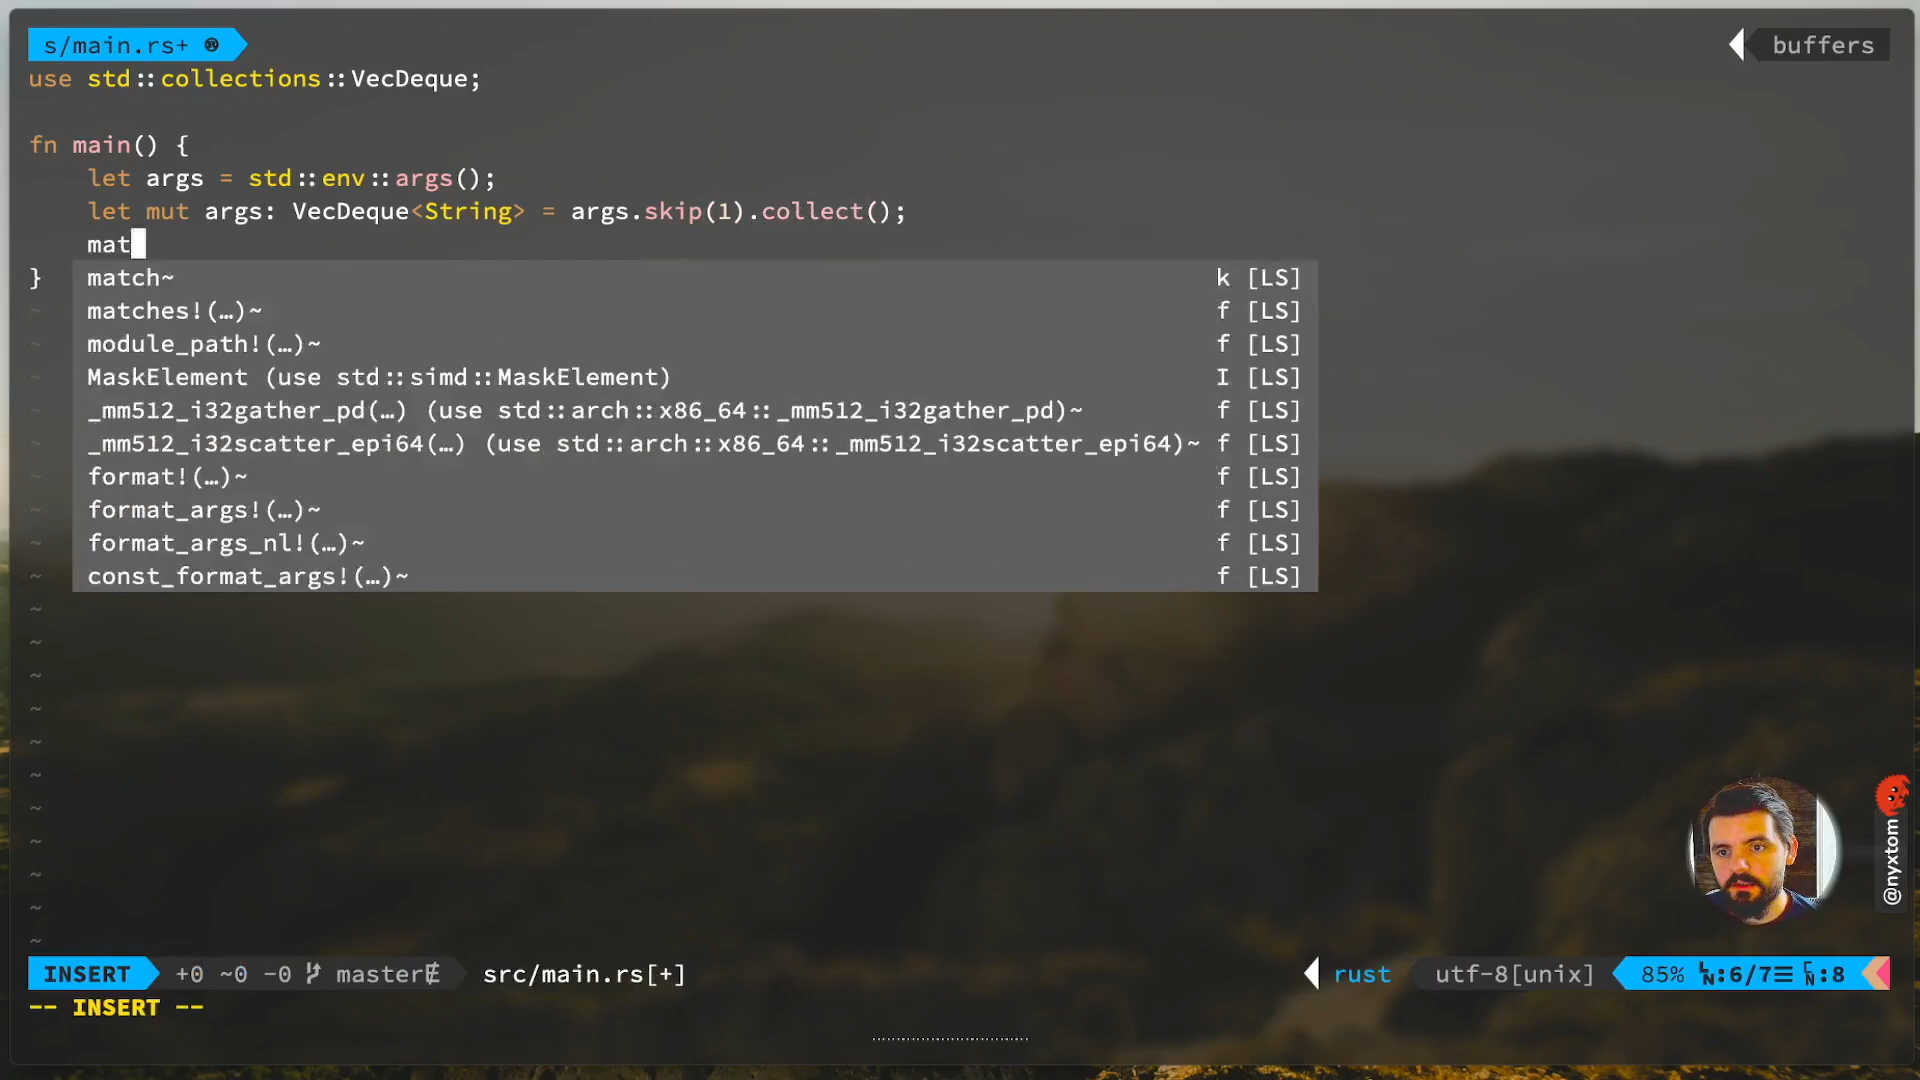 s/main.rs+
buffers
use std::collections::VecDeque;
fn main() {
    let args = std::env::args();
    let mut args: VecDeque<String> = args.skip(1).collect();
    mat
}
match~ k [LS]
matches!(…)~ f [LS]
module_path!(…)~ f [LS]
MaskElement (use std::simd::MaskElement) I [LS]
_mm512_i32gather_pd(…) (use std::arch::x86_64::_mm512_i32gather_pd)~ f [LS]
_mm512_i32scatter_epi64(…) (use std::arch::x86_64::_mm512_i32scatter_epi64)~ f [LS]
format!(…)~ f [LS]
format_args!(…)~ f [LS]
format_args_nl!(…)~ f [LS]
const_format_args!(…)~ f [LS]
~
~
~
~
~
~
~
~
~
~
~
@nyxtom
INSERT +0 ~0 -0 master src/main.rs[+] rust utf-8[unix] 85% LN:6/7≡ CN:8
-- INSERT --